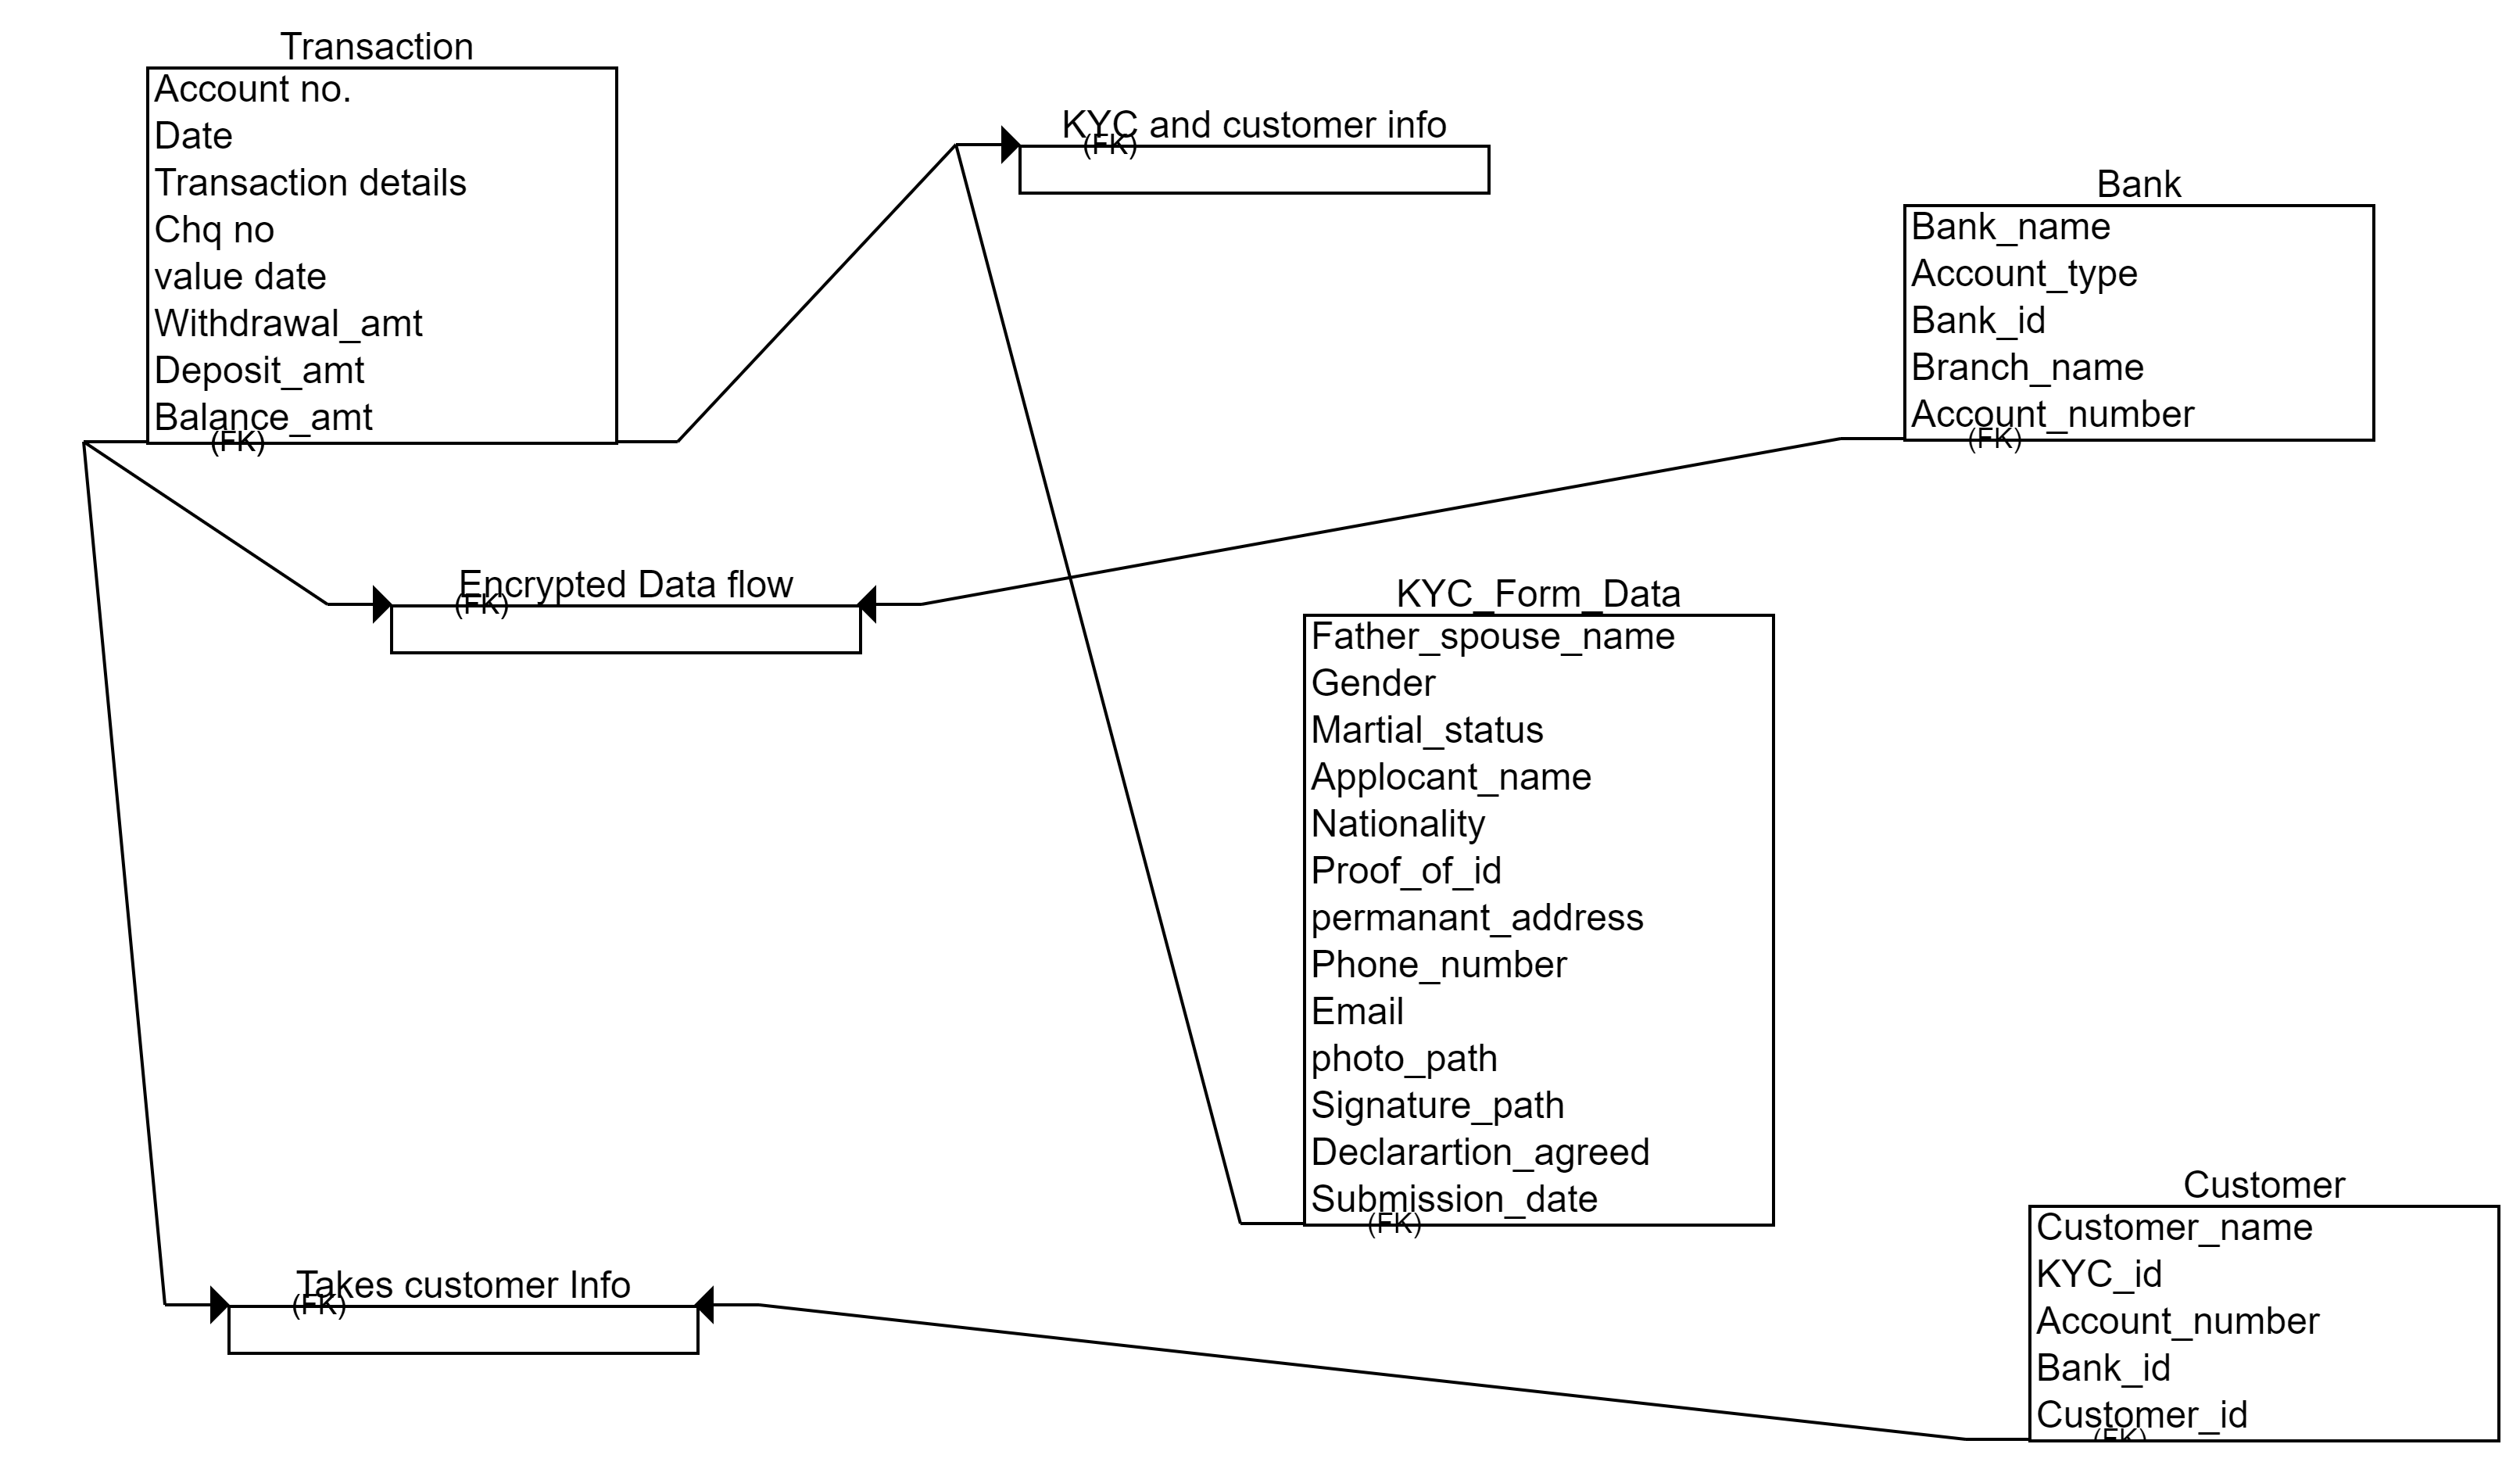 Transaction
Account no.
Date
Transaction details
Chq no
value date
Withdrawal_amt
Deposit_amt
Balance_amt
(FK)
KYC and customer info
(FK)
Bank
Bank_name
Account_type
Bank_id
Branch_name
Account_number
(FK)
Encrypted Data flow
(FK)
KYC_Form_Data
Father_spouse_name
Gender
Martial_status
Applocant_name
Nationality
Proof_of_id
permanant_address
Phone_number
Email
photo_path
Signature_path
Declarartion_agreed
Submission_date
(FK)
Takes customer Info
(FK)
Customer
Customer_name
KYC_id
Account_number
Bank_id
Customer_id
(FK)